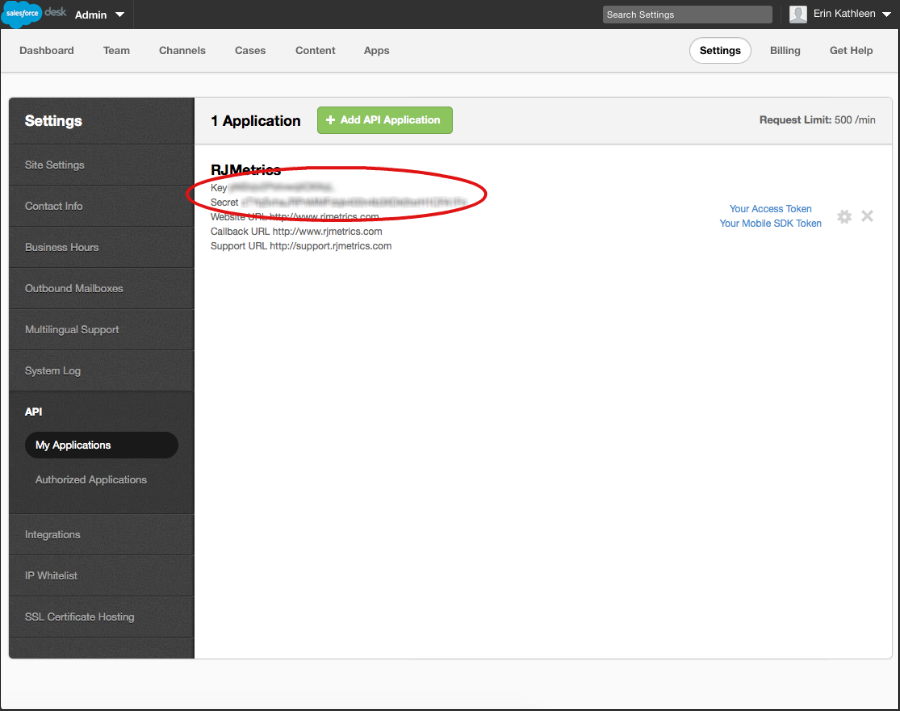 salesforce desk Admin Search Settings Erin Kathleen
Dashboard Team Channels Cases Content Apps Settings Billing Get Help
Settings
Site Settings
Contact Info
Business Hours
Outbound Mailboxes
Multilingual Support
System Log
API
My Applications
Authorized Applications
Integrations
IP Whitelist
SSL Certificate Hosting
1 Application + Add API Application Request Limit: 500 /min
RJMetrics
Key
Secret
Website URL http://www.rjmetrics.com
Callback URL http://www.rjmetrics.com
Support URL http://support.rjmetrics.com
Your Access Token
Your Mobile SDK Token